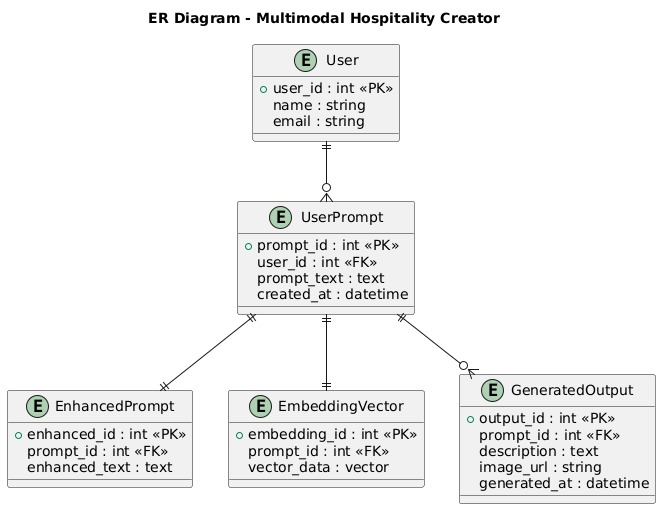 ER Diagram - Multimodal Hospitality Creator
E User
user_id : int «PK»
name : string
email : string
E UserPrompt
prompt_id : int «PK»
user_id : int «FK»
prompt_text : text
created_at : datetime
E EnhancedPrompt
enhanced_id : int «PK»
prompt_id : int «FK»
enhanced_text : text
E EmbeddingVector
embedding_id : int «PK»
prompt_id : int «FK»
vector_data : vector
E GeneratedOutput
output_id : int «PK»
prompt_id : int «FK»
description : text
image_url : string
generated_at : datetime